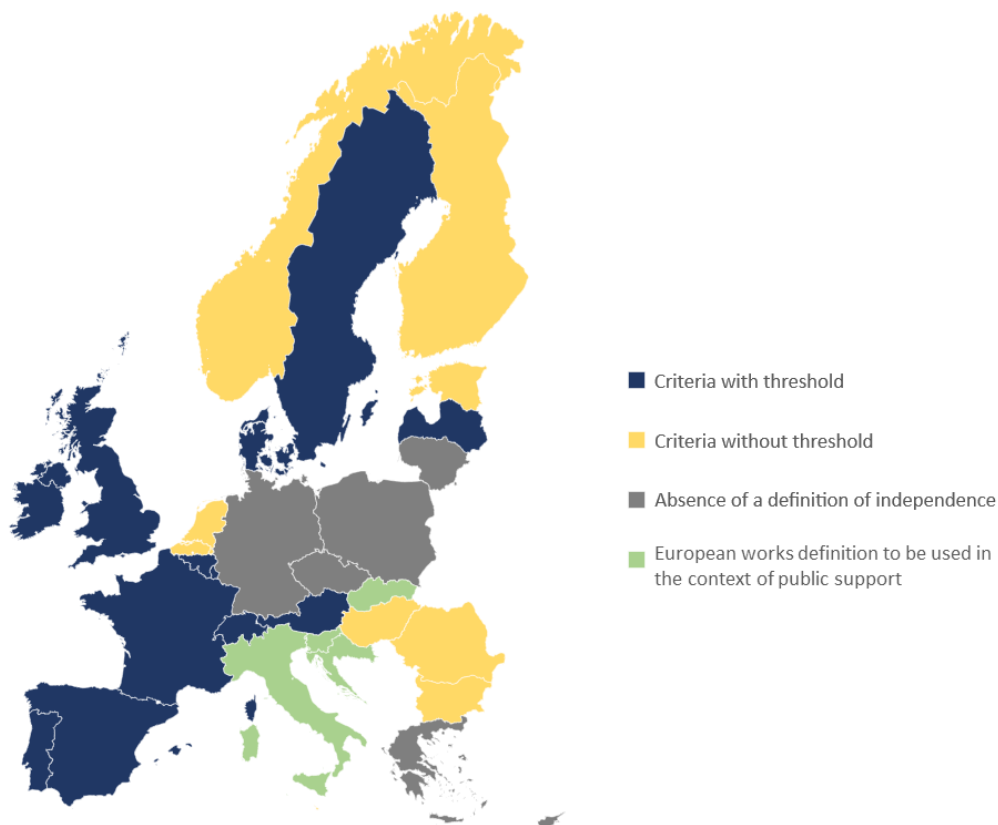 Criteria with threshold
Criteria without threshold
Absence of a definition of independence
European works definition to be used in
the context of public support